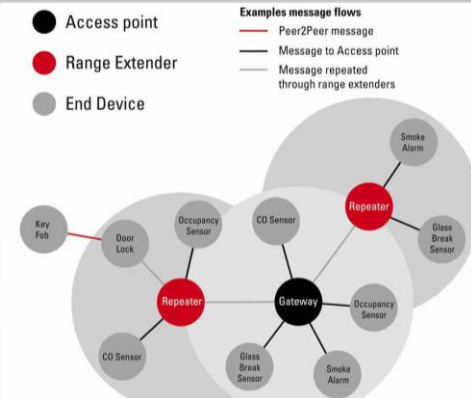 Access point
Range Extender
End Device
Examples message flows
Peer2Peer message
Message to Access point
Message repeated
through range extenders
Smoke
Alarm
Repeater
Glass
Break
Sensor
Key
Fob
Door
Lock
Occupancy
Sensor
CO Sensor
Repeater
Gateway
Occupancy
Sensor
CO Sensor
Glass
Break
Sensor
Smoke
Alarm